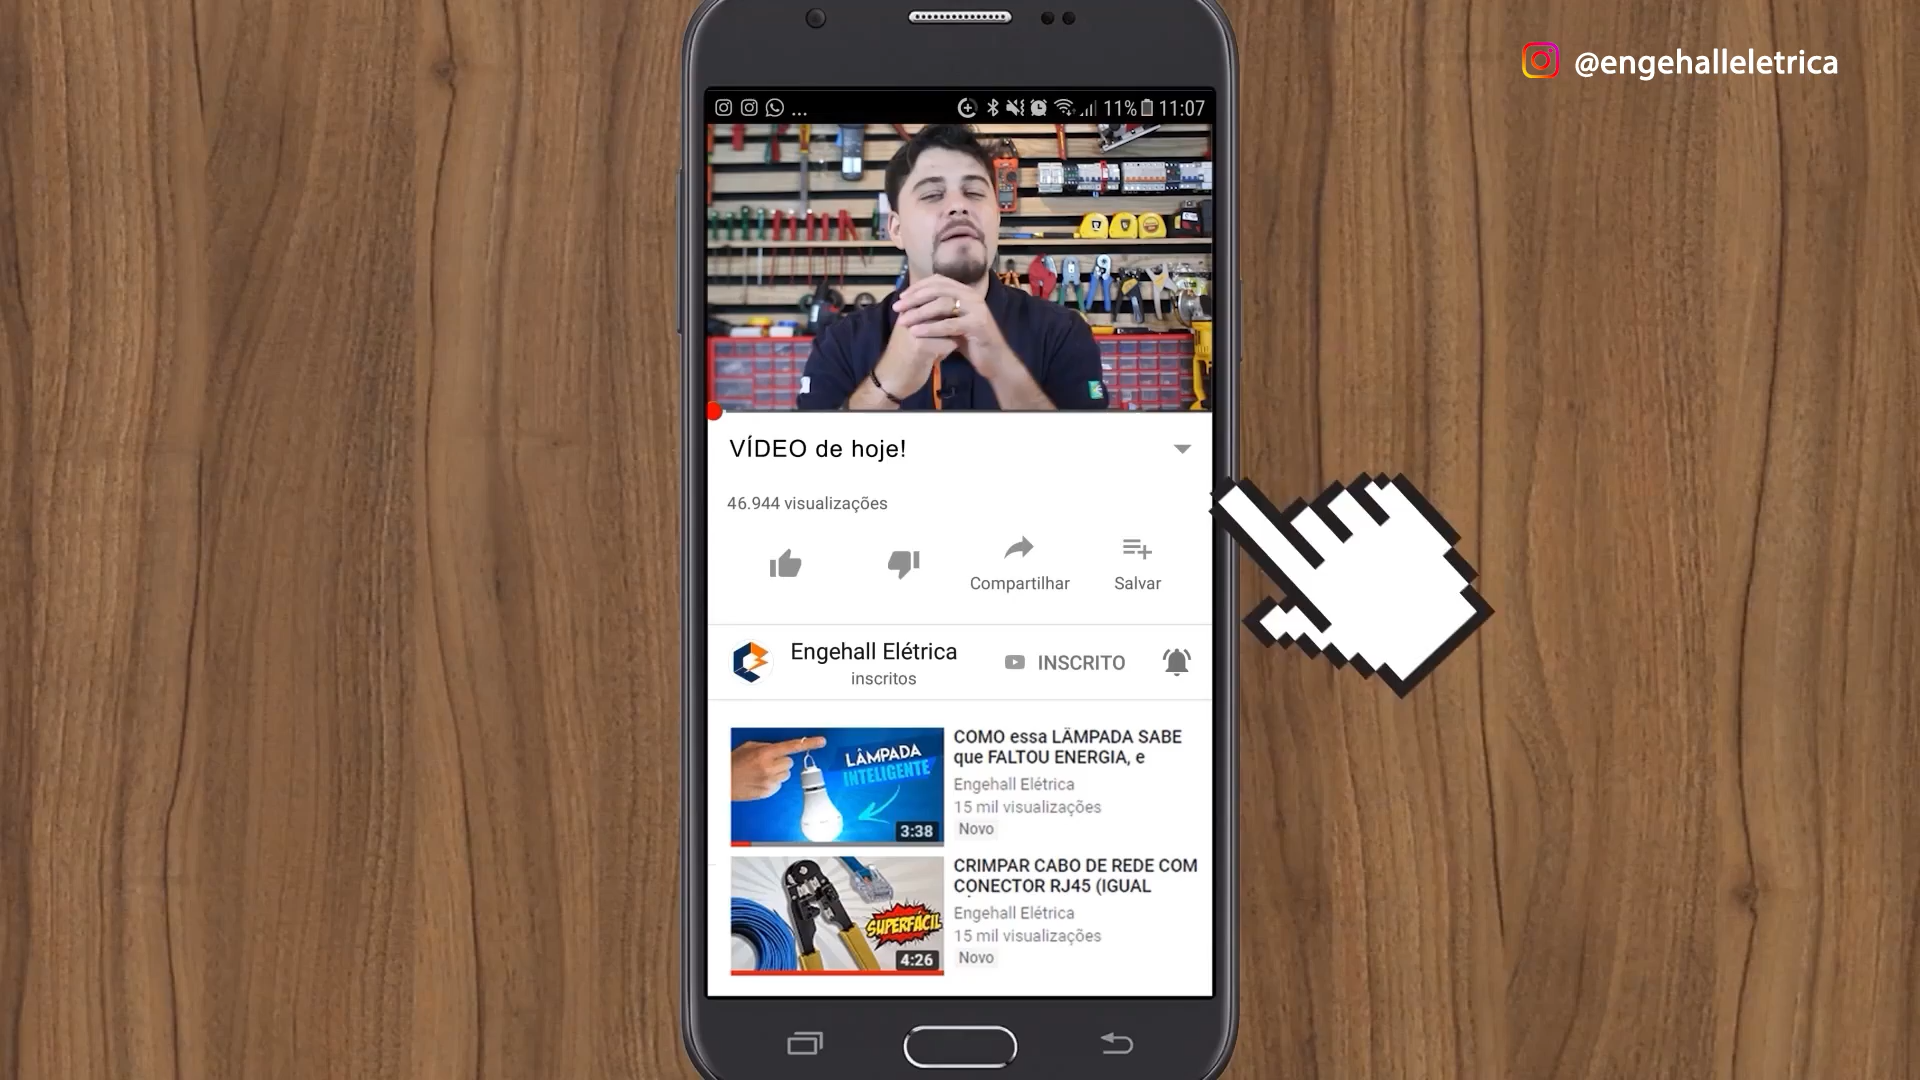 @engehalleletrica
... 11% 11:07
VÍDEO de hoje!
46.944 visualizações
Compartilhar
Salvar
Engehall Elétrica
inscritos
INSCRITO
LÂMPADA
INTELIGENTE
3:38
COMO essa LÂMPADA SABE
que FALTOU ENERGIA, e
Engehall Elétrica
15 mil visualizações
Novo
SUPERFÁCIL
4:26
CRIMPAR CABO DE REDE COM
CONECTOR RJ45 (IGUAL
Engehall Elétrica
15 mil visualizações
Novo